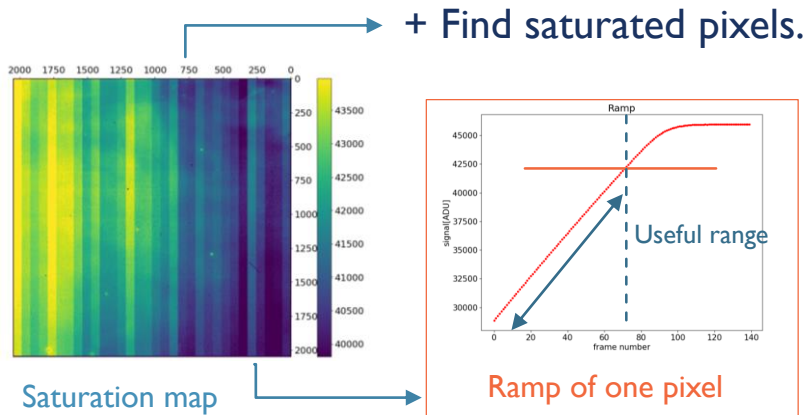 + Find saturated pixels.
2000 1750 1500 1250 1000 750 500 250 0
0
250
500
750
1000
1250
1500
1750
2000
43500
43000
42500
42000
41500
41000
40500
40000
Saturation map
Ramp
45000
42500
40000
37500
35000
32500
30000
signal[ADU]
Useful range
0 20 40 60 80 100 120 140
frame number
Ramp of one pixel